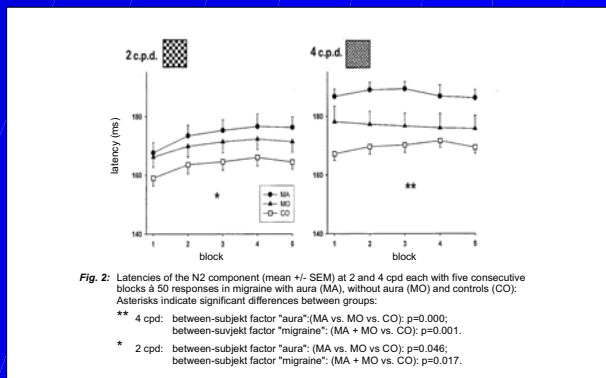 2 c.p.d.
4 c.p.d.
latency (ms)
180
160
140
180
160
140
*
**
MA
MO
CO
1 2 3 4 5
1 2 3 4 5
block
block
Fig. 2: Latencies of the N2 component (mean +/- SEM) at 2 and 4 cpd each with five consecutive
blocks à 50 responses in migraine with aura (MA), without aura (MO) and controls (CO):
Asterisks indicate significant differences between groups:
** 4 cpd: between-subjekt factor "aura":(MA vs. MO vs. CO): p=0.000;
between-suvjekt factor "migraine": (MA + MO vs. CO): p=0.001.
* 2 cpd: between-subjekt factor "aura": (MA vs. MO vs CO): p=0.046;
between-subjekt factor "migraine": (MA + MO vs. CO): p=0.017.